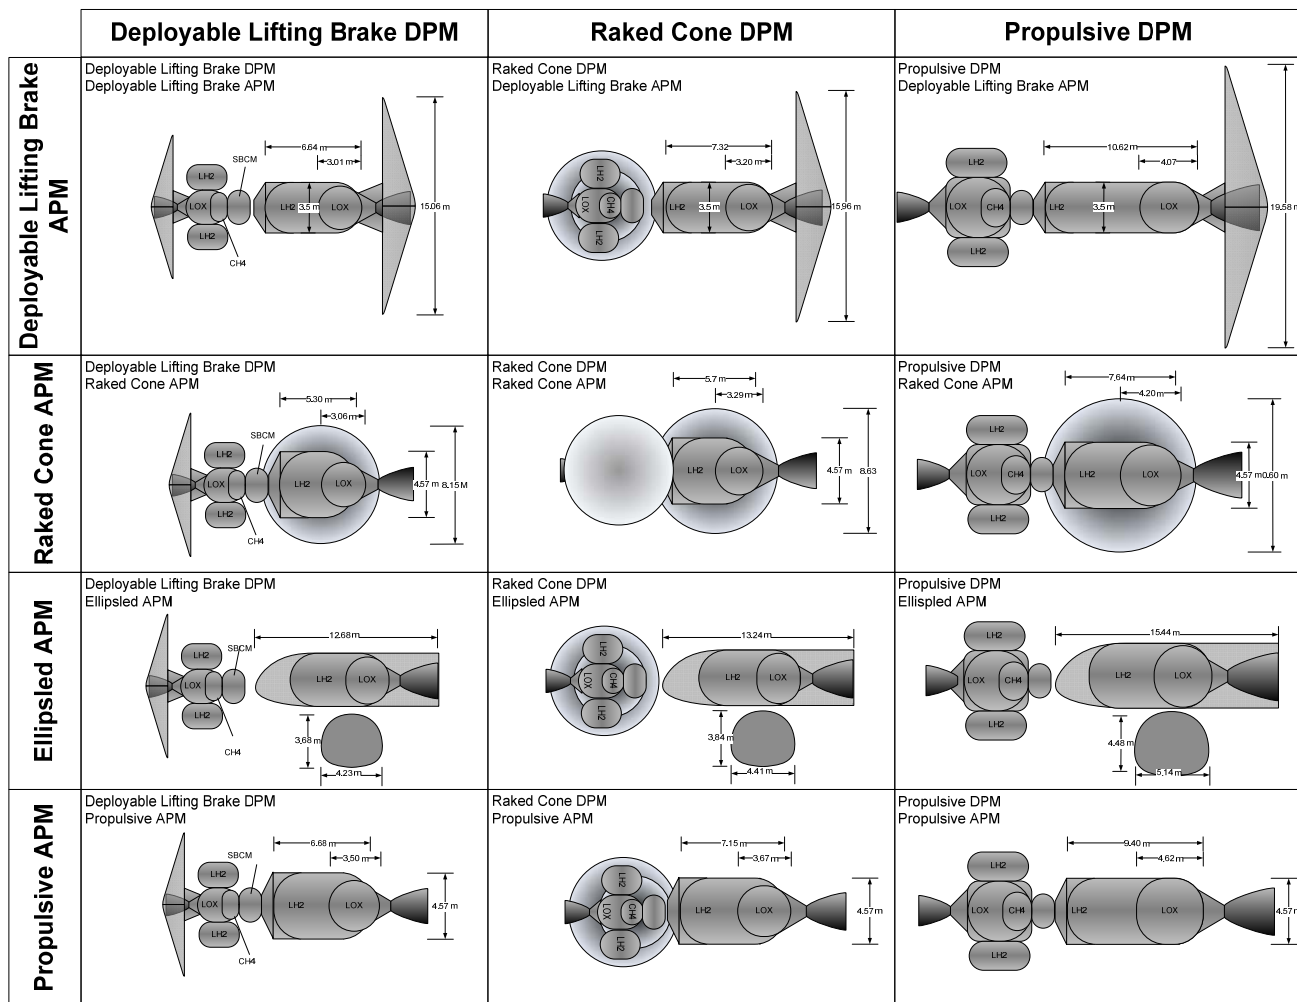 Deployable Lifting Brake DPM
Raked Cone DPM
Propulsive DPM
Deployable Lifting Brake
APM
Deployable Lifting Brake DPM
Deployable Lifting Brake APM
6.64 m
3.01 m
SBCM
LH2
LOX
LH2
CH4
LH2
3.5 m
LOX
15.06 m
Raked Cone DPM
Deployable Lifting Brake APM
7.32
3.20 m
LH2
LOX
CH4
LH2
LH2
3.5 m
LOX
15.96 m
Propulsive DPM
Deployable Lifting Brake APM
10.62 m
4.07
LH2
LOX
CH4
LH2
LH2
3.5 m
LOX
19.58 m
Raked Cone APM
Deployable Lifting Brake DPM
Raked Cone APM
5.30 m
3.06 m
SBCM
LH2
LOX
LH2
CH4
LH2
LOX
4.57 m
8.15 M
Raked Cone DPM
Raked Cone APM
5.7 m
3.29 m
LH2
LOX
4.57 m
8.63
Propulsive DPM
Raked Cone APM
7.64 m
4.20 m
LH2
LOX
CH4
LH2
LH2
LOX
4.57 m
0.60 m
Ellipsled APM
Deployable Lifting Brake DPM
Ellipsled APM
12.68 m
SBCM
LH2
LOX
LH2
CH4
LH2
LOX
3.68 m
4.23 m
Raked Cone DPM
Ellipsled APM
13.24 m
LH2
LOX
CH4
LH2
LH2
LOX
3.84 m
4.41 m
Propulsive DPM
Ellispled APM
15.44 m
LH2
LOX
CH4
LH2
LH2
LOX
4.48 m
5.14 m
Propulsive APM
Deployable Lifting Brake DPM
Propulsive APM
6.68 m
3.50 m
SBCM
LH2
LOX
LH2
CH4
LH2
LOX
4.57 m
Raked Cone DPM
Propulsive APM
7.15 m
3.67 m
LH2
LOX
CH4
LH2
LH2
LOX
4.57 m
Propulsive DPM
Propulsive APM
9.40 m
4.62 m
LH2
LOX
CH4
LH2
LH2
LOX
4.57 m